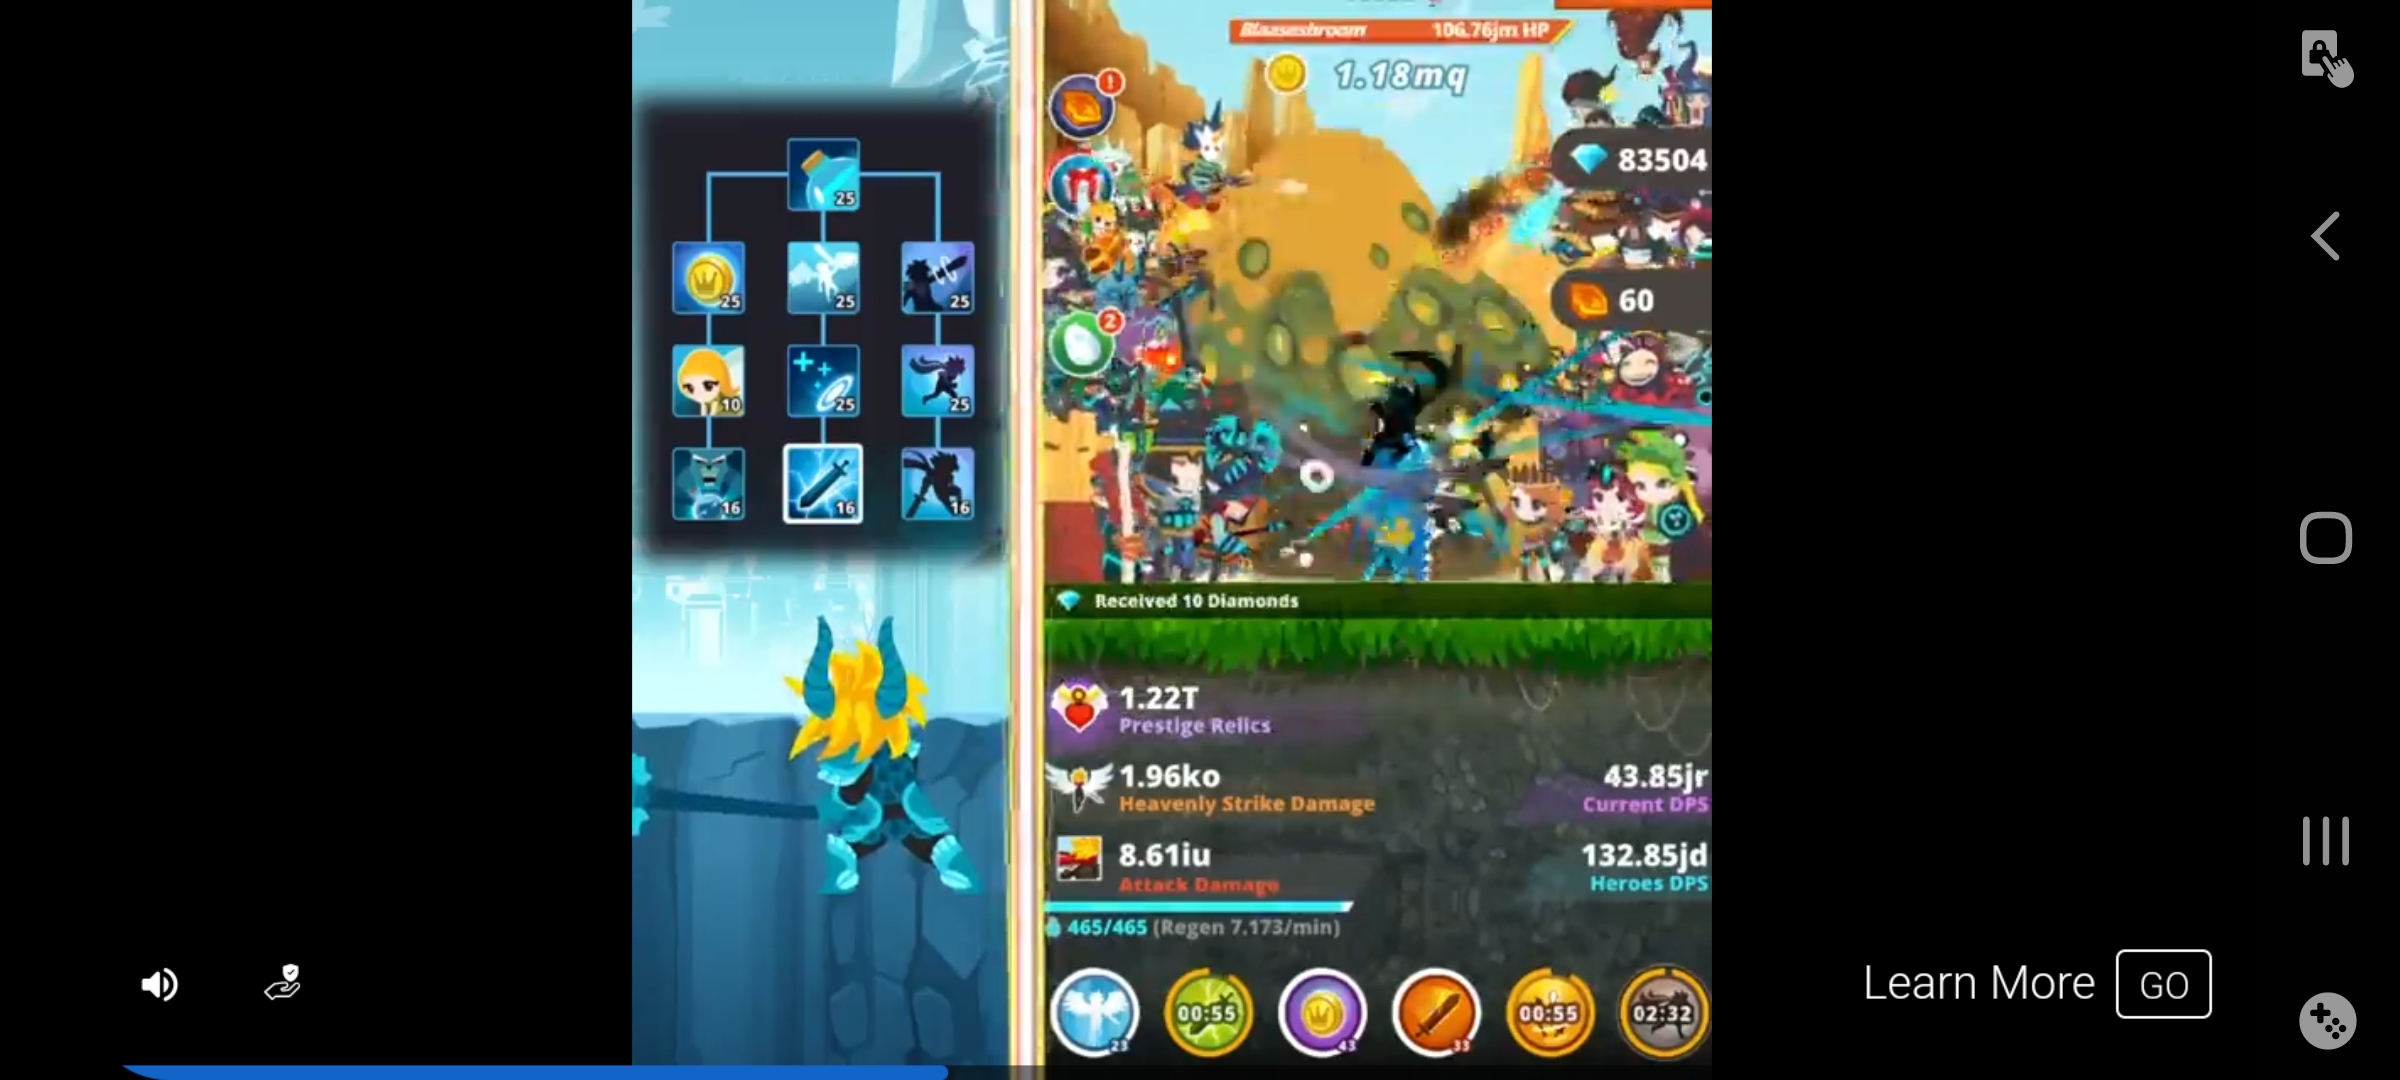 25
25
25
25
10
25
25
16
16
16
Blaaseshroom 106.76jm HP
1.18mq
!
83504
60
2
Received 10 Diamonds
1.22T
Prestige Relics
1.96ko
Heavenly Strike Damage
43.85jr
Current DPS
8.61iu
Attack Damage
132.85jd
Heroes DPS
465/465 (Regen 7.173/min)
23
00:55
43
33
00:55
02:32
Learn More
GO